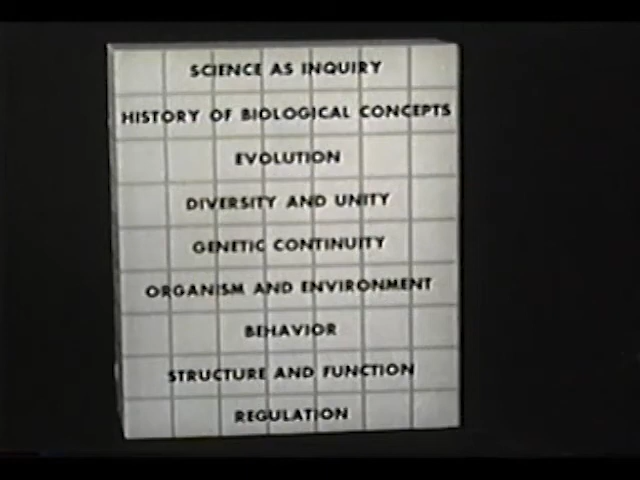 SCIENCE AS INQUIRY
HISTORY OF BIOLOGICAL CONCEPTS
EVOLUTION
DIVERSITY AND UNITY
GENETIC CONTINUITY
ORGANISM AND ENVIRONMENT
BEHAVIOR
STRUCTURE AND FUNCTION
REGULATION